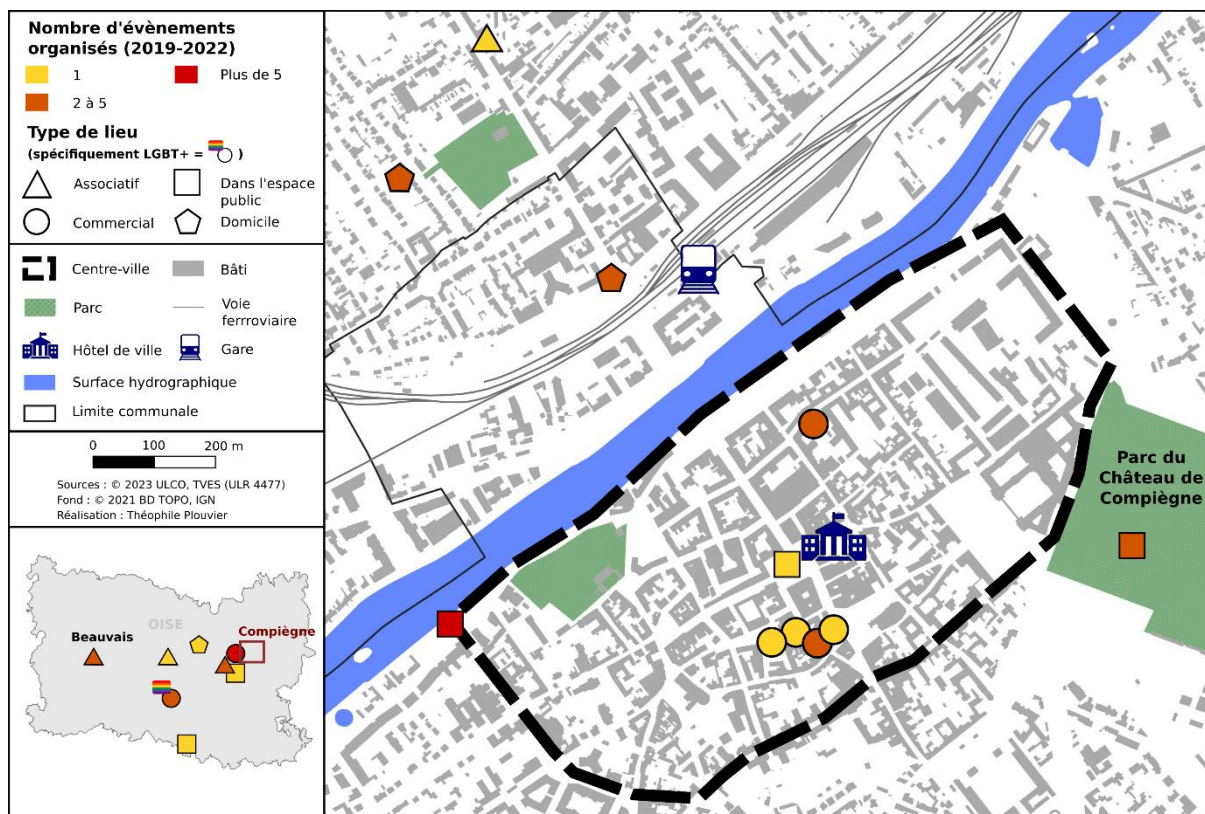 Nombre d'évènements
organisés (2019-2022)
1
Plus de 5
2 à 5
Type de lieu
(spécifiquement LGBT+ = )
Associatif
Dans l'espace
public
Commercial
Domicile
Centre-ville
Bâti
Parc
Voie
ferrroviaire
Hôtel de ville
Gare
Surface hydrographique
Limite communale
0 100 200 m
Sources : © 2023 ULCO, TVES (ULR 4477)
Fond : © 2021 BD TOPO, IGN
Réalisation : Théophile Plouvier
OISE
Beauvais
Compiègne
Parc du
Château de
Compiègne